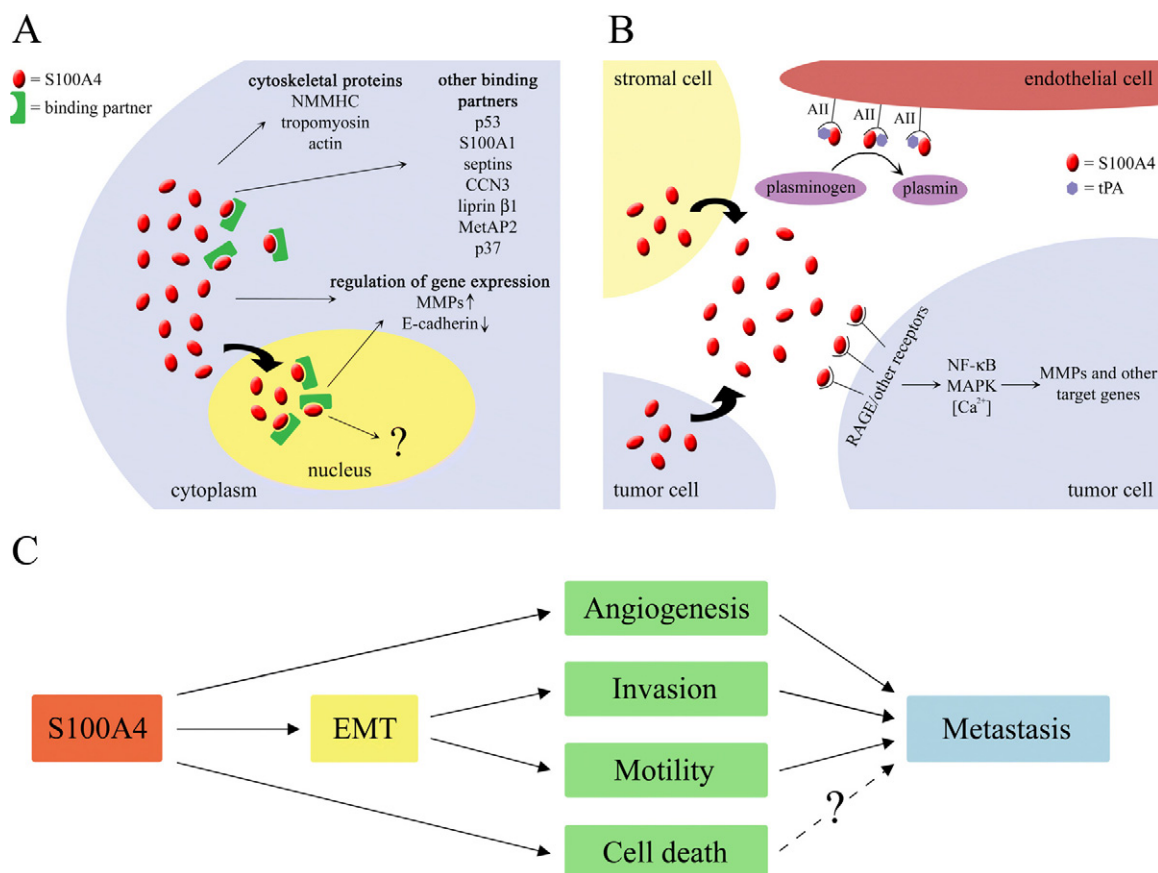 A
= S100A4
= binding partner
cytoskeletal proteins
NMMHC
tropomyosin
actin
other binding
partners
p53
S100A1
septins
CCN3
liprin β1
MetAP2
p37
regulation of gene expression
MMPs↑
E-cadherin↓
?
nucleus
cytoplasm
B
stromal cell
endothelial cell
AII
AII
AII
plasminogen
plasmin
= S100A4
= tPA
RAGE/other receptors
NF-κB
MAPK
[Ca²⁺]
MMPs and other
target genes
tumor cell
tumor cell
C
S100A4
EMT
Angiogenesis
Invasion
Motility
Cell death
?
Metastasis